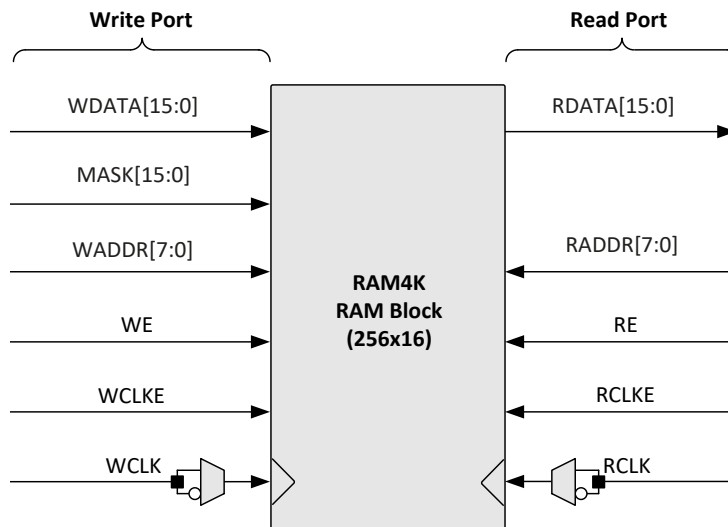 Write Port
Read Port
WDATA[15:0]
RDATA[15:0]
MASK[15:0]
WADDR[7:0]
RADDR[7:0]
RAM4K
RAM Block
(256x16)
WE
RE
WCLKE
RCLKE
WCLK
RCLK